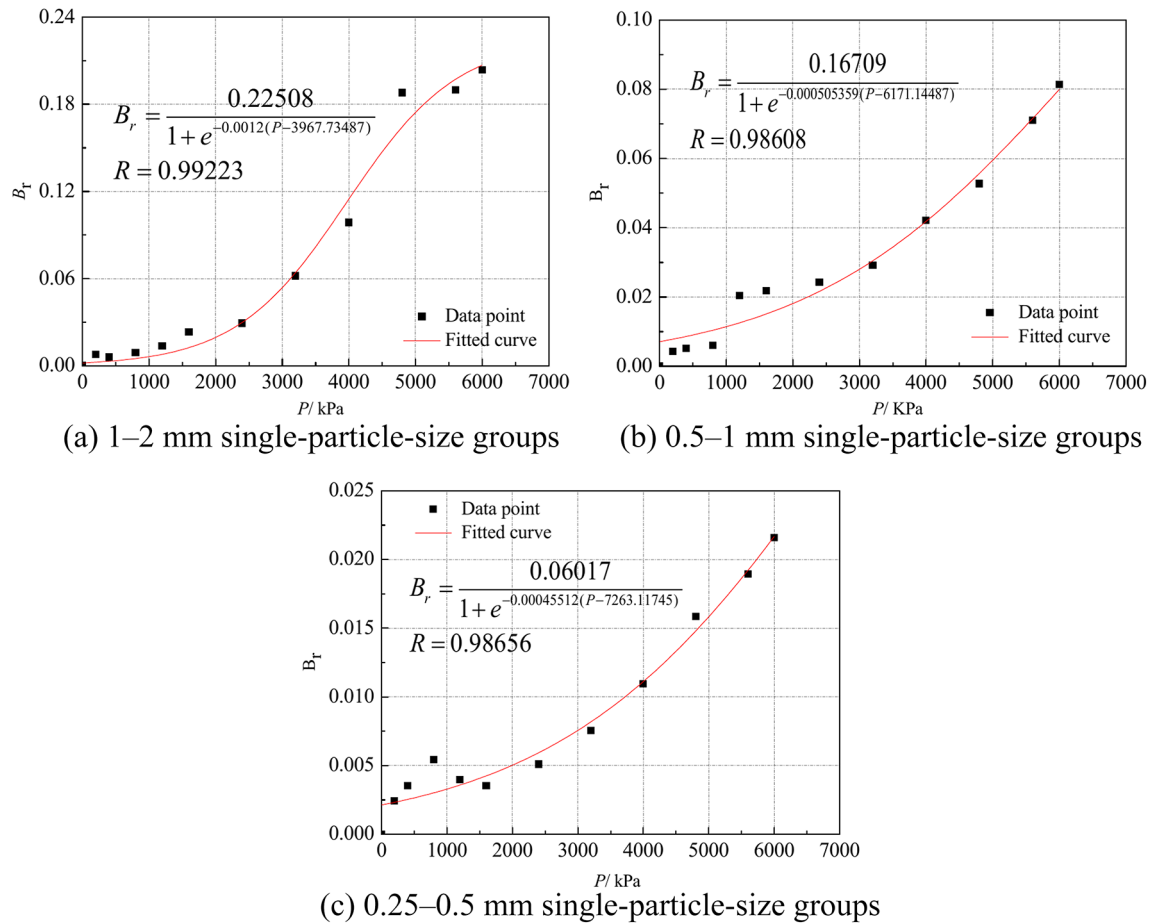 0.24
0.18
0.12
0.06
0.00
B_r
B_r = 0.22508 / 1 + e^{-0.0012(P-3967.73487)}
R = 0.99223
Data point
Fitted curve
0 1000 2000 3000 4000 5000 6000 7000
P/ kPa
(a) 1–2 mm single-particle-size groups
0.10
0.08
0.06
0.04
0.02
0.00
B_r
B_r = 0.16709 / 1 + e^{-0.000505359(P-6171.14487)}
R = 0.98608
Data point
Fitted curve
0 1000 2000 3000 4000 5000 6000 7000
P/ KPa
(b) 0.5–1 mm single-particle-size groups
0.025
0.020
0.015
0.010
0.005
0.000
B_r
Data point
Fitted curve
B_r = 0.06017 / 1 + e^{-0.00045512(P-7263.11745)}
R = 0.98656
0 1000 2000 3000 4000 5000 6000 7000
P/ kPa
(c) 0.25–0.5 mm single-particle-size groups